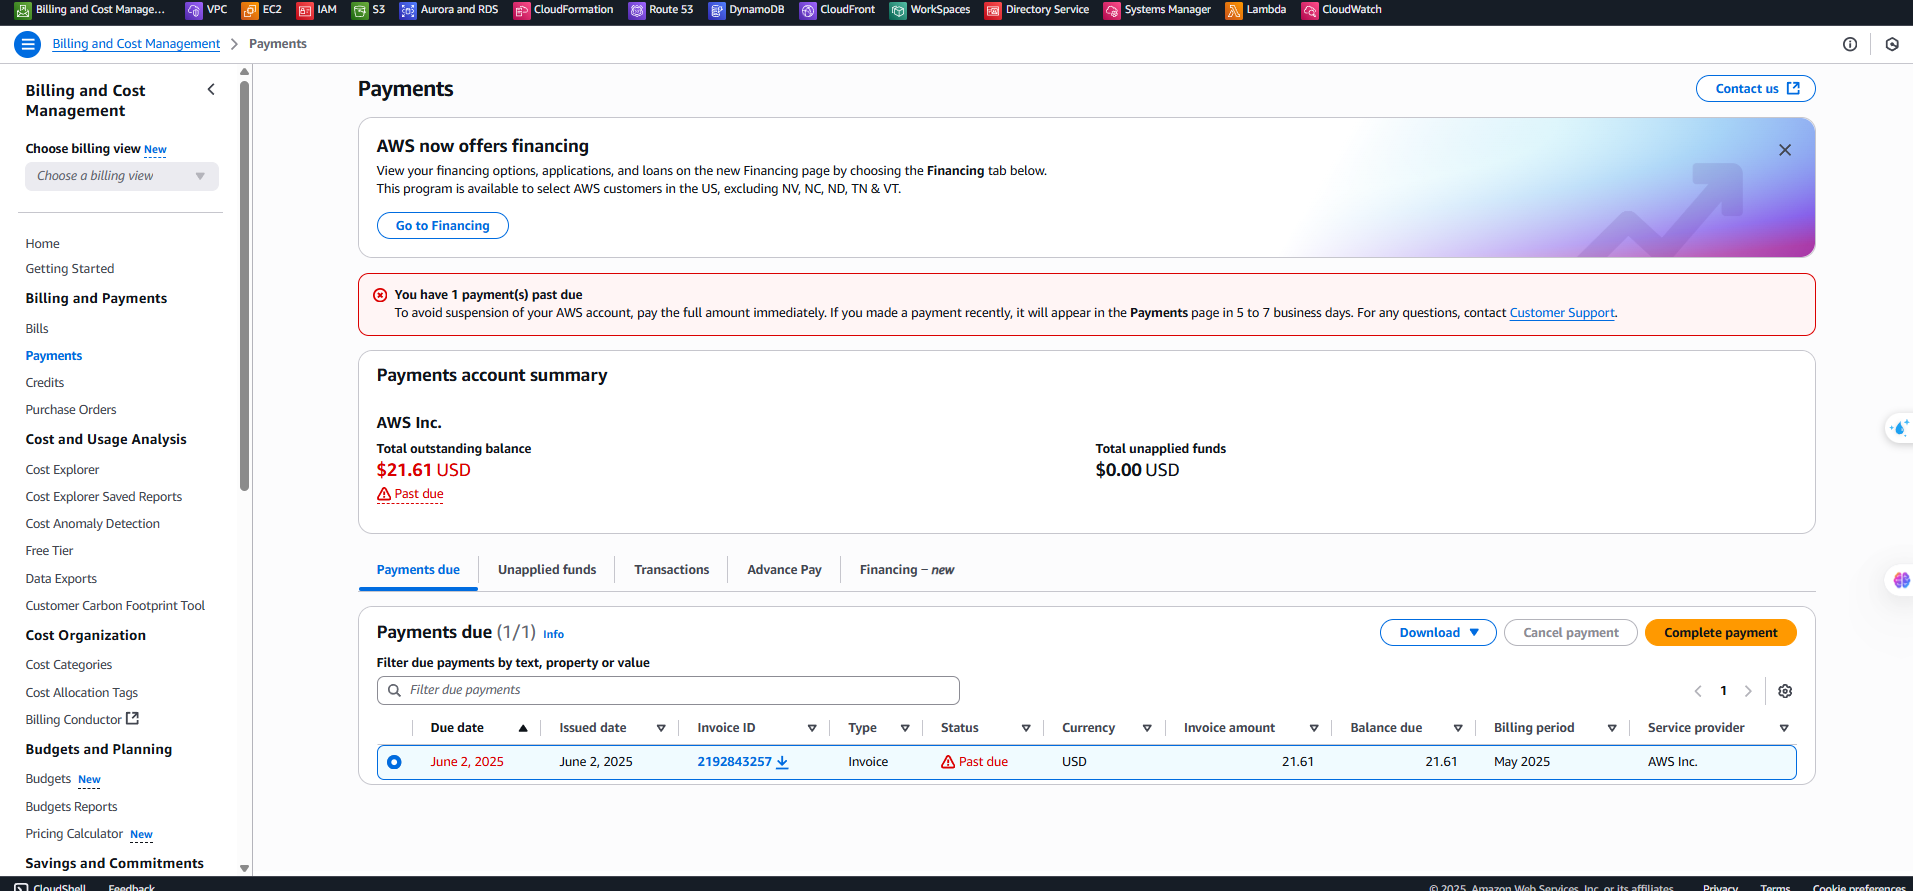 Billing and Cost Manage...
VPC
EC2
IAM
S3
Aurora and RDS
CloudFormation
Route 53
DynamoDB
CloudFront
WorkSpaces
Directory Service
Systems Manager
Lambda
CloudWatch
Billing and Cost Management
Payments
Billing and Cost
Management
Choose billing view New
Choose a billing view
Home
Getting Started
Billing and Payments
Bills
Payments
Credits
Purchase Orders
Cost and Usage Analysis
Cost Explorer
Cost Explorer Saved Reports
Cost Anomaly Detection
Free Tier
Data Exports
Customer Carbon Footprint Tool
Cost Organization
Cost Categories
Cost Allocation Tags
Billing Conductor
Budgets and Planning
Budgets New
Budgets Reports
Pricing Calculator New
Savings and Commitments
Payments
Contact us
AWS now offers financing
View your financing options, applications, and loans on the new Financing page by choosing the Financing tab below.
This program is available to select AWS customers in the US, excluding NV, NC, ND, TN & VT.
Go to Financing
You have 1 payment(s) past due
To avoid suspension of your AWS account, pay the full amount immediately. If you made a payment recently, it will appear in the Payments page in 5 to 7 business days. For any questions, contact Customer Support.
Payments account summary
AWS Inc.
Total outstanding balance
$21.61 USD
Past due
Total unapplied funds
$0.00 USD
Payments due
Unapplied funds
Transactions
Advance Pay
Financing – new
Payments due (1/1) Info
Download
Cancel payment
Complete payment
Filter due payments by text, property or value
Filter due payments
1
Due date
Issued date
Invoice ID
Type
Status
Currency
Invoice amount
Balance due
Billing period
Service provider
June 2, 2025
June 2, 2025
2192843257
Invoice
Past due
USD
21.61
21.61
May 2025
AWS Inc.
CloudShell
Feedback
© 2025, Amazon Web Services, Inc. or its affiliates.
Privacy
Terms
Cookie preferences